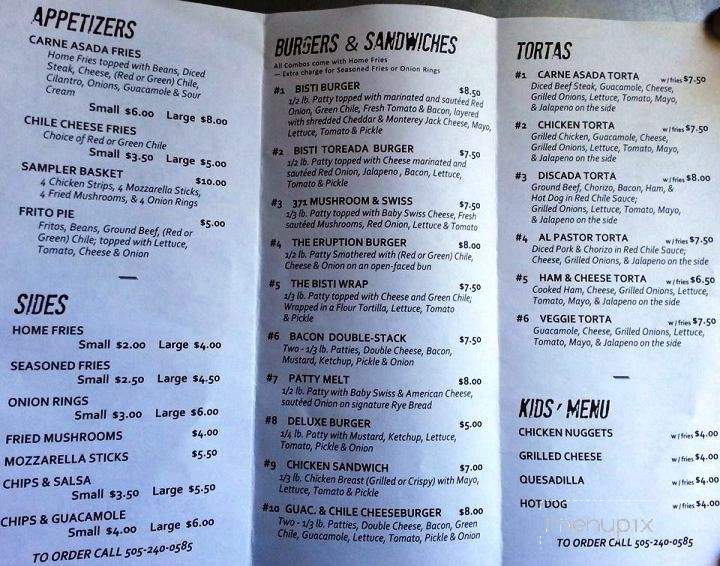 APPETIZERS
CARNE ASADA FRIES
Home Fries topped with Beans, Diced
Steak, Cheese, (Red or Green) Chile,
Cilantro, Onions, Guacamole & Sour
Cream
Small $6.00 Large $8.00
CHILE CHEESE FRIES
Choice of Red or Green Chile
Small $3.50 Large $5.00
SAMPLER BASKET $10.00
4 Chicken Strips, 4 Mozzarella Sticks,
4 Fried Mushrooms, & 4 Onion Rings
FRITO PIE $5.00
Fritos, Beans, Ground Beef, (Red or
Green) Chile; topped with Lettuce,
Tomato, Cheese & Onion
SIDES
HOME FRIES
Small $2.00 Large $4.00
SEASONED FRIES
Small $2.50 Large $4.50
ONION RINGS
Small $3.00 Large $6.00
FRIED MUSHROOMS $4.00
MOZZARELLA STICKS $5.50
CHIPS & SALSA
Small $3.50 Large $5.50
CHIPS & GUACAMOLE
Small $4.00 Large $6.00
TO ORDER CALL 505-240-0585
BURGERS & SANDWICHES
All Combos come with Home Fries
— Extra charge for Seasoned Fries or Onion Rings
#1 BISTI BURGER $8.50
1/2 lb. Patty topped with marinated and sautéed Red
Onion, Green Chile, Fresh Tomato & Bacon, layered
with shredded Cheddar & Monterey Jack Cheese, Mayo,
Lettuce, Tomato & Pickle
#2 BISTI TOREADA BURGER $7.50
1/2 lb. Patty topped with Cheese marinated and
sautéed Red Onion, Jalapeno, Bacon, Lettuce,
Tomato & Pickle
#3 371 MUSHROOM & SWISS $7.50
1/3 lb. Patty topped with Baby Swiss Cheese, Fresh
sautéed Mushrooms, Red Onion, Lettuce & Tomato
#4 THE ERUPTION BURGER $8.00
1/2 lb. Patty Smothered with (Red or Green) Chile,
Cheese & Onion on an open-faced bun
#5 THE BISTI WRAP $7.50
1/3 lb. Patty topped with Cheese and Green Chile;
Wrapped in a Flour Tortilla, Lettuce, Tomato
& Pickle
#6 BACON DOUBLE-STACK $7.50
Two - 1/3 lb. Patties, Double Cheese, Bacon,
Mustard, Ketchup, Pickle & Onion
#7 PATTY MELT $8.00
1/2 lb. Patty with Baby Swiss & American Cheese,
sautéed Onion on signature Rye Bread
#8 DELUXE BURGER $5.00
1/4 lb. Patty with Mustard, Ketchup, Lettuce,
Tomato, Pickle & Onion
#9 CHICKEN SANDWICH $7.00
1/3 lb. Chicken Breast (Grilled or Crispy) with Mayo,
Lettuce, Tomato & Pickle
#10 GUAC. & CHILE CHEESEBURGER $8.00
Two - 1/3 lb. Patties, Double Cheese, Bacon, Green
Chile, Guacamole, Lettuce, Tomato, Pickle & Onion
TORTAS
#1 CARNE ASADA TORTA w/fries $7.50
Diced Beef Steak, Guacamole, Cheese,
Grilled Onions, Lettuce, Tomato, Mayo,
& Jalapeno on the side
#2 CHICKEN TORTA w/fries $7.50
Grilled Chicken, Guacamole, Cheese,
Grilled Onions, Lettuce, Tomato, Mayo,
& Jalapeno on the side
#3 DISCADA TORTA w/fries $8.00
Ground Beef, Chorizo, Bacon, Ham, &
Hot Dog in Red Chile Sauce;
Grilled Onions, Lettuce, Tomato, Mayo,
& Jalapeno on the side
#4 AL PASTOR TORTA w/fries $7.50
Diced Pork & Chorizo in Red Chile Sauce;
Cheese, Grilled Onions, & Jalapeno on the side
#5 HAM & CHEESE TORTA w/fries $6.50
Cooked Ham, Cheese, Grilled Onions, Lettuce,
Tomato, Mayo, & Jalapeno on the side
#6 VEGGIE TORTA w/fries $7.50
Guacamole, Cheese, Grilled Onions, Lettuce,
Tomato, Mayo, & Jalapeno on the side
KIDS' MENU
CHICKEN NUGGETS w/fries $4.00
GRILLED CHEESE w/fries $4.00
QUESADILLA w/fries $4.00
HOT DOG w/fries $4.00
menupix
TO ORDER CALL 505-240-0585